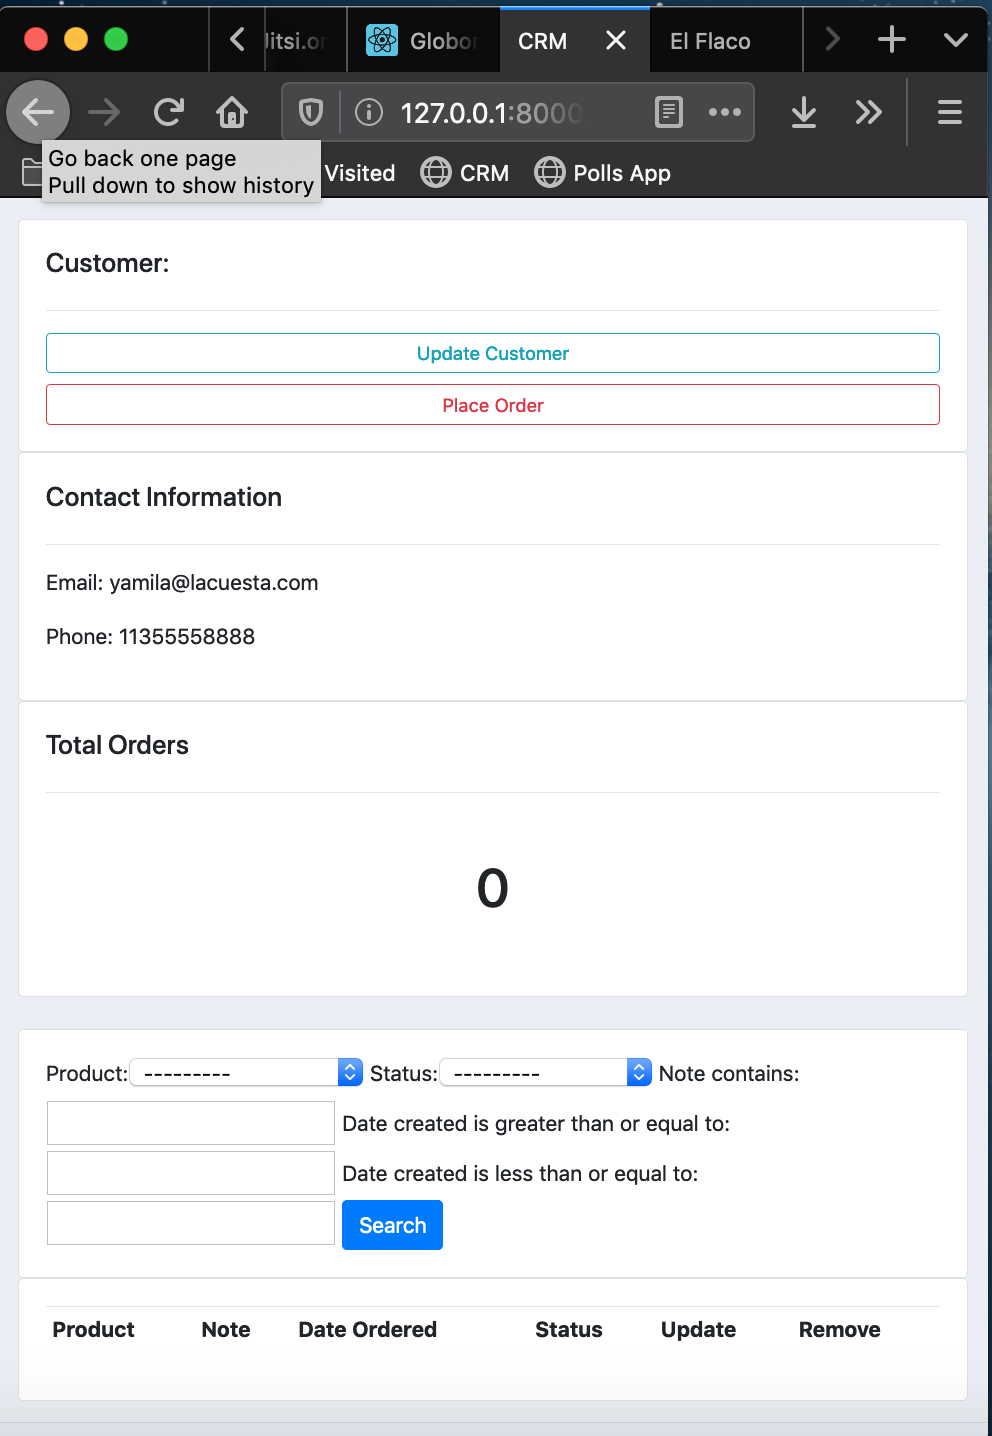 CRM
El Flaco
127.0.0.1:8000
Go back one page
Pull down to show history
Visited
CRM
Polls App
Customer:
Update Customer
Place Order
Contact Information
Email: yamila@lacuesta.com
Phone: 11355558888
Total Orders
0
Product: --------- Status: --------- Note contains:
Date created is greater than or equal to:
Date created is less than or equal to:
Search
Product Note Date Ordered Status Update Remove